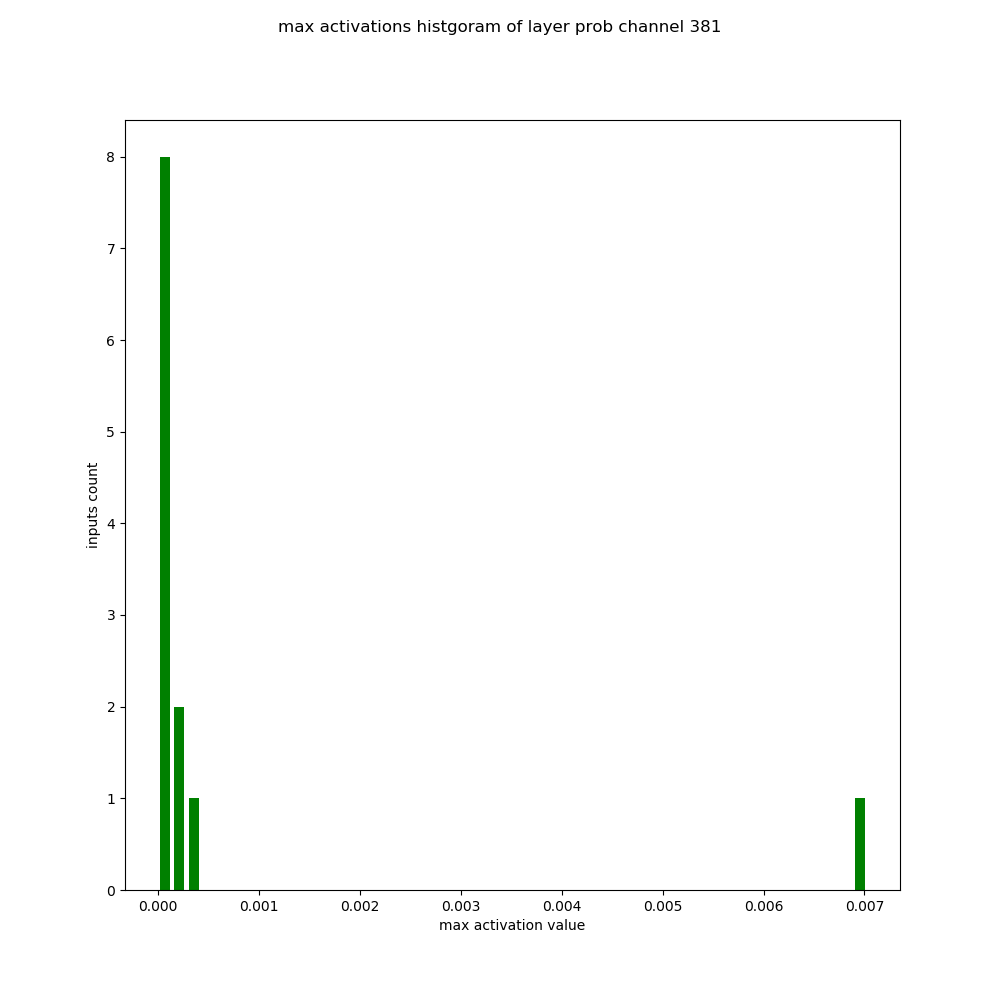 max activations histgoram of layer prob channel 381
8
7
6
5
4
3
2
1
0
inputs count
0.000 0.001 0.002 0.003 0.004 0.005 0.006 0.007
max activation value